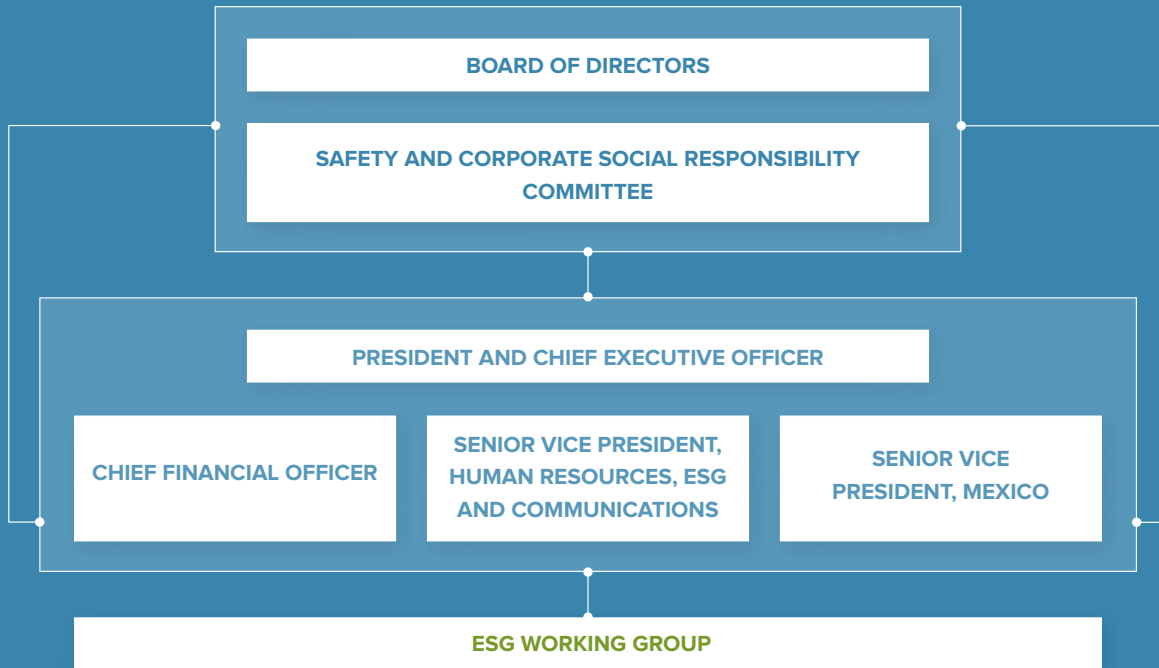 BOARD OF DIRECTORS
SAFETY AND CORPORATE SOCIAL RESPONSIBILITY
COMMITTEE
PRESIDENT AND CHIEF EXECUTIVE OFFICER
CHIEF FINANCIAL OFFICER
SENIOR VICE PRESIDENT,
HUMAN RESOURCES, ESG
AND COMMUNICATIONS
SENIOR VICE
PRESIDENT, MEXICO
ESG WORKING GROUP